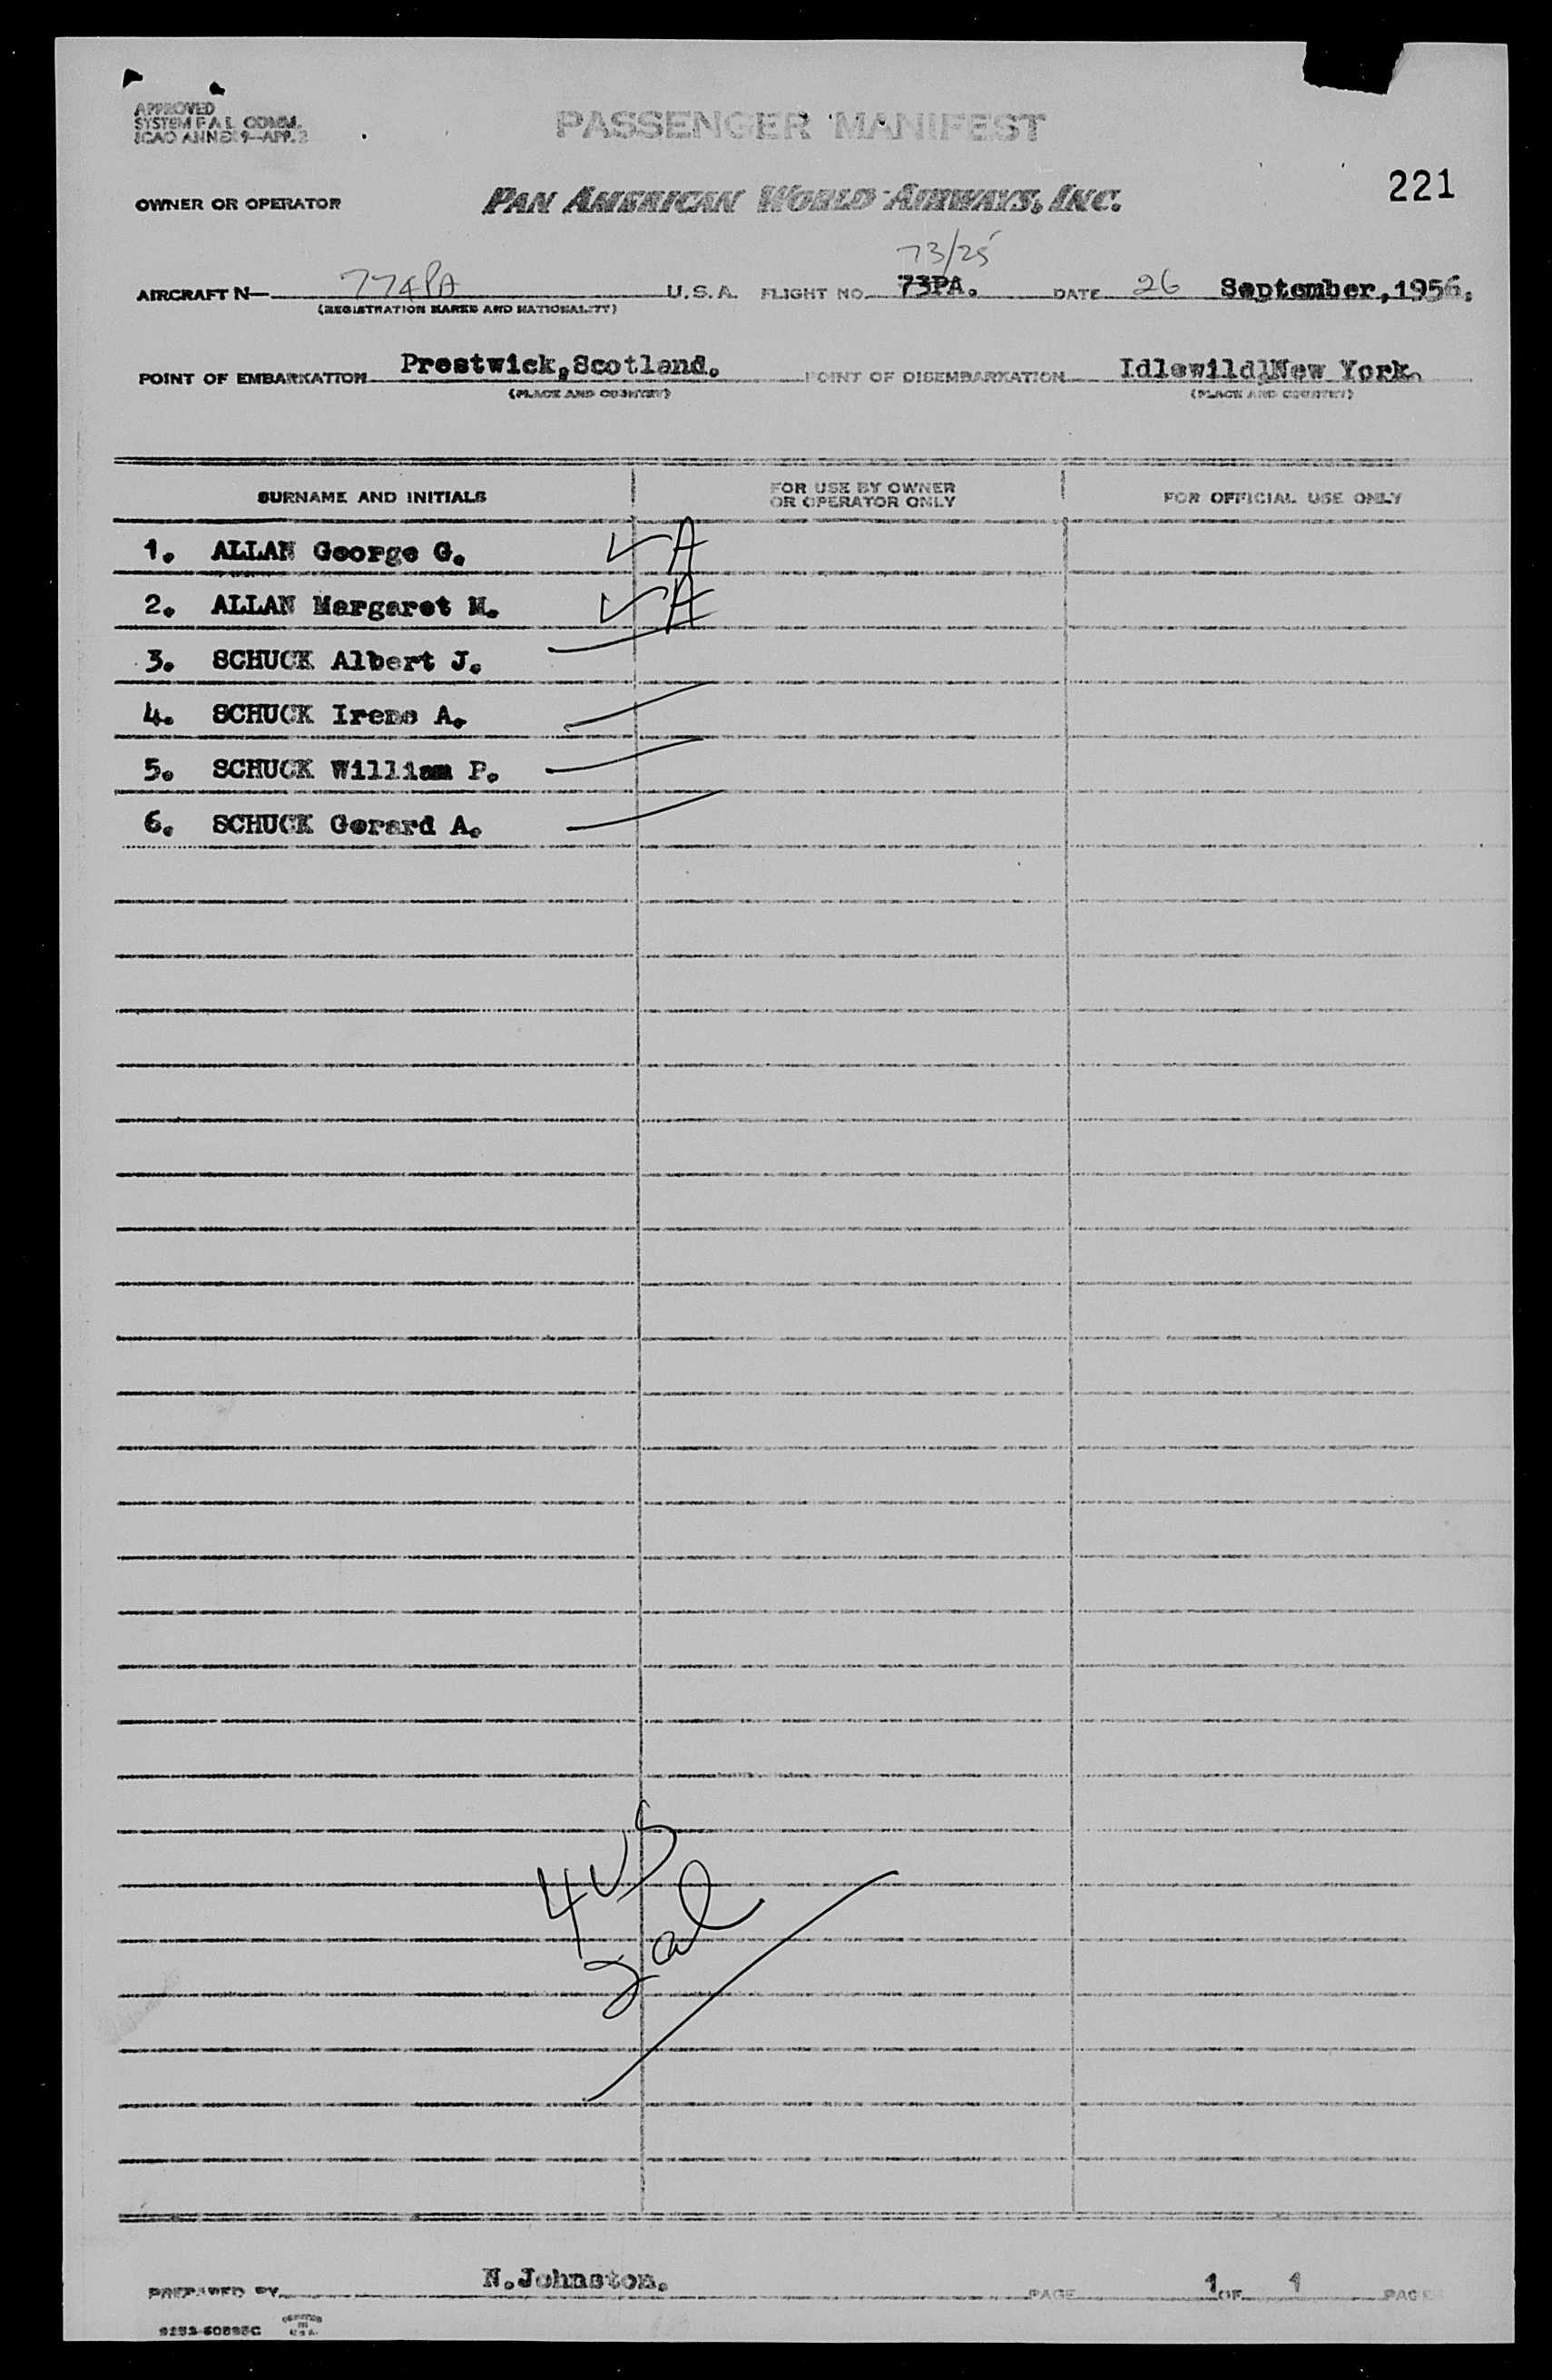 APPROVED
SYSTEM F A L COMM.
ICAO ANNEX 9—APP. 2
PASSENGER MANIFEST
221
OWNER OR OPERATOR PAN AMERICAN WORLD AIRWAYS, INC.
73/25
AIRCRAFT N— 774PA U.S.A. FLIGHT NO. 73PA. DATE 26 September,1956.
(REGISTRATION MARKS AND NATIONALITY)
POINT OF EMBARKATION Prestwick,Scotland. POINT OF DISEMBARKATION Idlewild,New York.
(PLACE AND COUNTRY) (PLACE AND COUNTRY)
SURNAME AND INITIALS FOR USE BY OWNER OR OPERATOR ONLY FOR OFFICIAL USE ONLY
1. ALLAN George G. A
2. ALLAN Margaret M. A
3. SCHUCK Albert J.
4. SCHUCK Irene A.
5. SCHUCK William P.
6. SCHUCK Gerard A.
4 US
2 al
PREPARED BY N.Johnston. PAGE 1 OF 1 PAGES